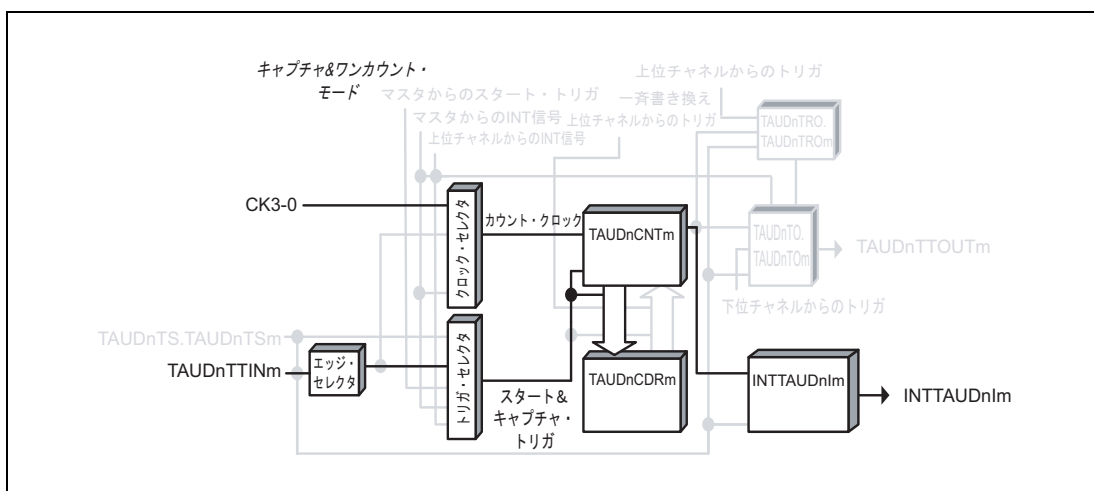 キャプチャ&ワンカウント・
モード
マスタからのスタート・トリガ
マスタからのINT信号
上位チャネルからのINT信号
上位チャネルからのトリガ
一斉書き換え
上位チャネルからのトリガ
TAUDnTRO.
TAUDnTROm
CK3-0
クロック・セレクタ
カウント・クロック
TAUDnCNTm
TAUDnTO.
TAUDnTOm
TAUDnTTOUTm
下位チャネルからのトリガ
TAUDnTS.TAUDnTSm
TAUDnTTINm
エッジ・
セレクタ
トリガ・セレクタ
スタート&
キャプチャ・
トリガ
TAUDnCDRm
INTTAUDnIm
INTTAUDnIm